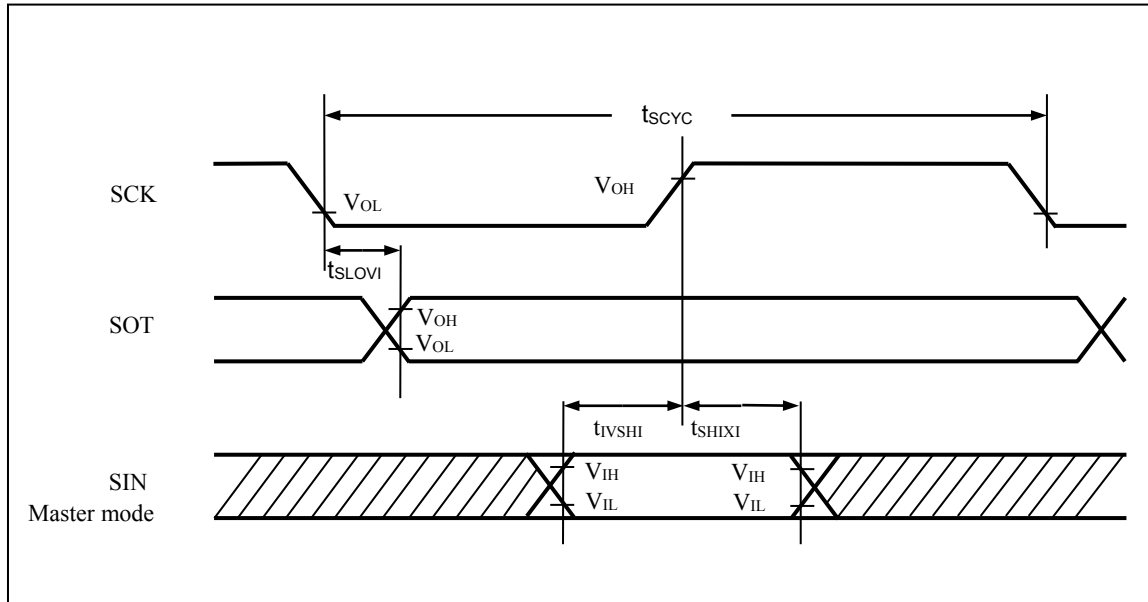 tSCYC
SCK
VOL
VOH
tSLOVI
SOT
VOH
VOL
tIVSHI
tSHIXI
SIN
Master mode
VIH
VIH
VIL
VIL